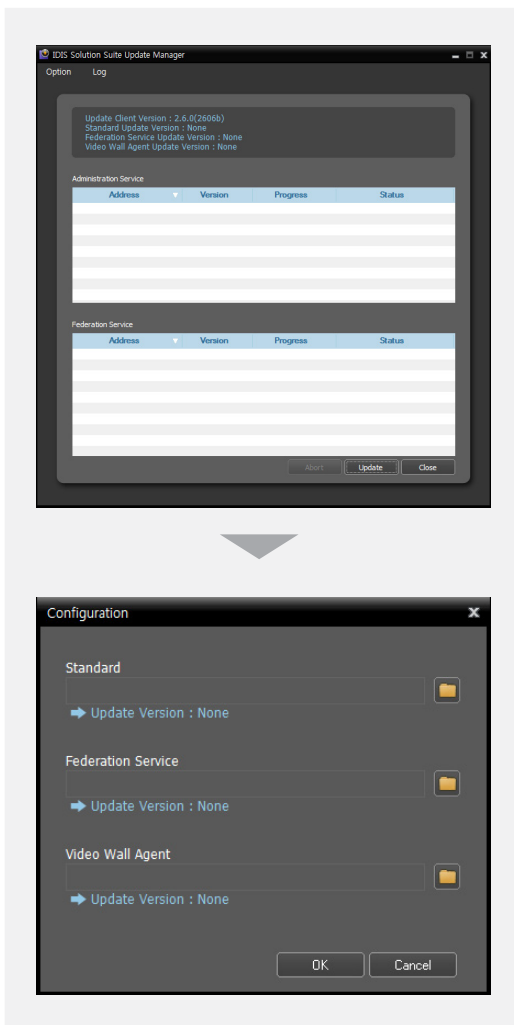 IDIS Solution Suite Update Manager
Option Log
Update Client Version : 2.6.0(2606b)
Standard Update Version : None
Federation Service Update Version : None
Video Wall Agent Update Version : None
Administration Service
Address Version Progress Status
Federation Service
Address Version Progress Status
Abort Update Close
Configuration
Standard
Update Version : None
Federation Service
Update Version : None
Video Wall Agent
Update Version : None
OK Cancel